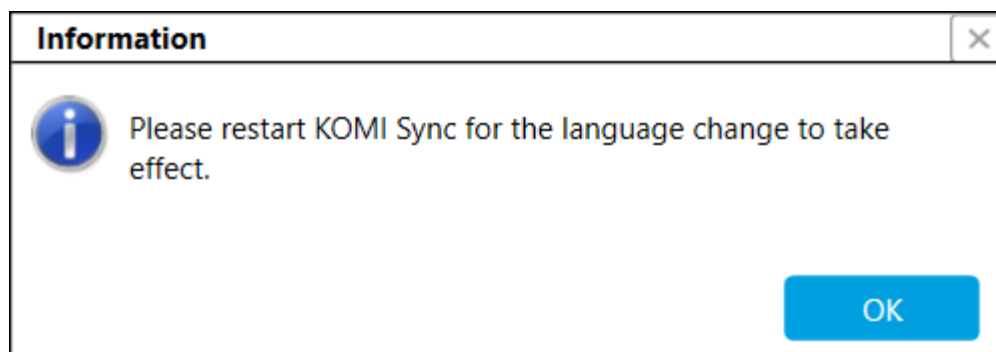 Information
Please restart KOMI Sync for the language change to take
effect.
OK